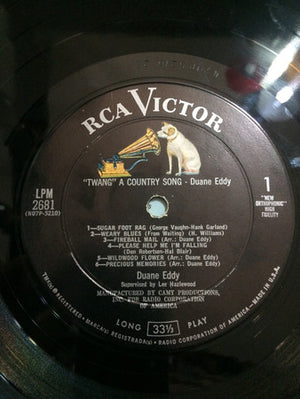 RCA VICTOR
"TWANG" A COUNTRY SONG - Duane Eddy
LPM
2681
(N07P-3210)
1
"NEW
ORTHOPHONIC"
HIGH
FIDELITY
1—SUGAR FOOT RAG (George Vaughn-Hank Garland)
2—WEARY BLUES (From Waiting) (H. Williams)
3—FIREBALL MAIL (Arr.: Duane Eddy)
4—PLEASE HELP ME I'M FALLING
(Don Robertson-Hal Blair)
5—WILDWOOD FLOWER (Arr.: Duane Eddy)
6—PRECIOUS MEMORIES (Arr.: Duane Eddy)
Duane Eddy
Supervised by Lee Hazlewood
MANUFACTURED BY CAMY PRODUCTIONS,
INC. FOR RADIO CORPORATION
OF AMERICA
LONG 33⅓ PLAY
TMK(s) ® REGISTERED • MARCA(s) REGISTRADA(s) • RADIO CORPORATION OF AMERICA • MADE IN U.S.A.